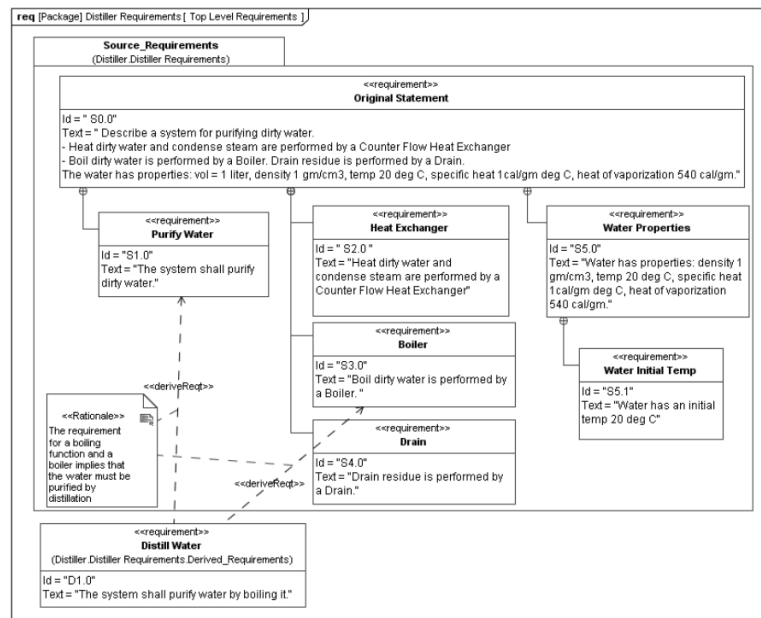 req [Package] Distiller Requirements [ Top Level Requirements ]
Source_Requirements
(Distiller.Distiller Requirements)
<<requirement>>
Original Statement
Id = " S0.0"
Text = " Describe a system for purifying dirty water.
- Heat dirty water and condense steam are performed by a Counter Flow Heat Exchanger
- Boil dirty water is performed by a Boiler. Drain residue is performed by a Drain.
The water has properties: vol = 1 liter, density 1 gm/cm3, temp 20 deg C, specific heat 1cal/gm deg C, heat of vaporization 540 cal/gm."
<<requirement>>
Purify Water
Id = "S1.0"
Text = "The system shall purify
dirty water."
<<requirement>>
Heat Exchanger
Id = " S2.0 "
Text = "Heat dirty water and
condense steam are performed by a
Counter Flow Heat Exchanger"
<<requirement>>
Water Properties
Id = "S5.0"
Text = "Water has properties: density 1
gm/cm3, temp 20 deg C, specific heat
1cal/gm deg C, heat of vaporization
540 cal/gm."
<<requirement>>
Boiler
Id = "S3.0"
Text = "Boil dirty water is performed by
a Boiler. "
<<requirement>>
Water Initial Temp
Id = "S5.1"
Text = "Water has an initial
temp 20 deg C"
<<deriveReqt>>
<<Rationale>>
The requirement
for a boiling
function and a
boiler implies that
the water must be
purified by
distillation
<<requirement>>
Drain
Id = "S4.0"
Text = "Drain residue is performed by
a Drain."
<<deriveReqt>>
<<requirement>>
Distill Water
(Distiller.Distiller Requirements.Derived_Requirements)
Id = "D1.0"
Text = "The system shall purify water by boiling it."